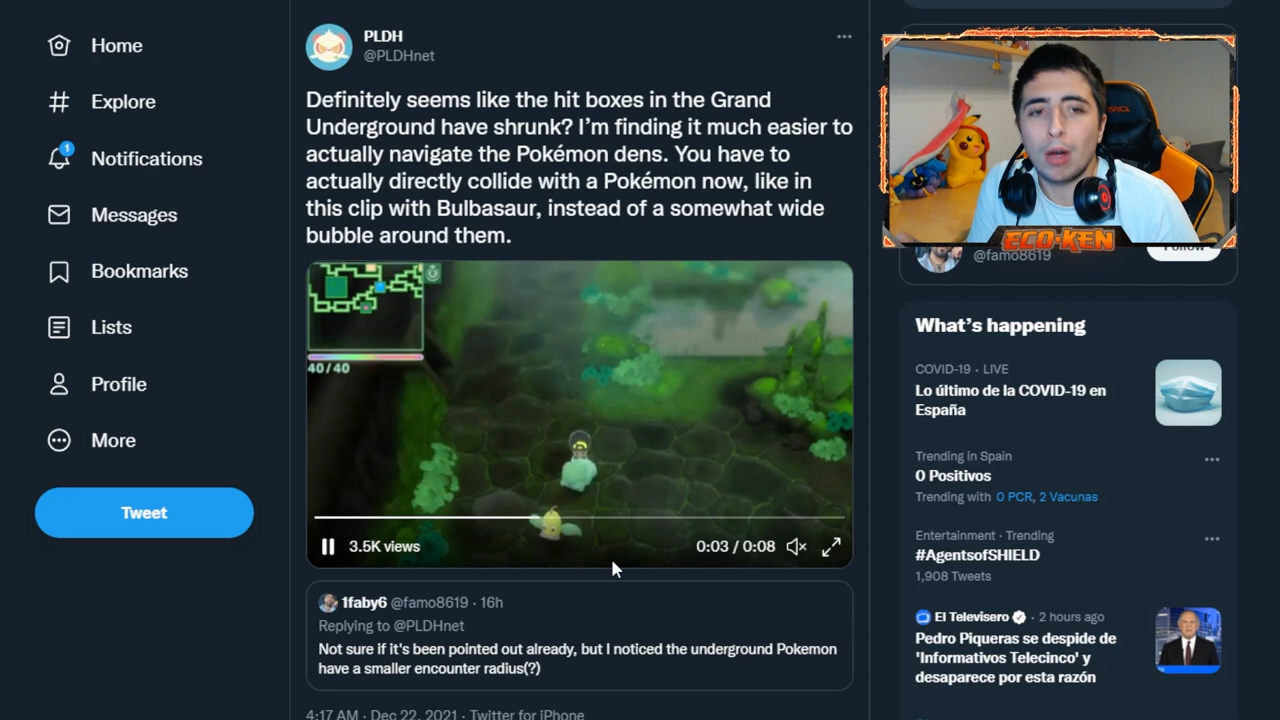 Home
Explore
1
Notifications
Messages
Bookmarks
Lists
Profile
More
Tweet
PLDH
@PLDHnet
Definitely seems like the hit boxes in the Grand
Underground have shrunk? I'm finding it much easier to
actually navigate the Pokémon dens. You have to
actually directly collide with a Pokémon now, like in
this clip with Bulbasaur, instead of a somewhat wide
bubble around them.
40/40
3.5K views
0:03 / 0:08
1faby6 @famo8619 · 16h
Replying to @PLDHnet
Not sure if it's been pointed out already, but I noticed the underground Pokemon
have a smaller encounter radius(?)
4:17 AM · Dec 22, 2021 · Twitter for iPhone
ECO-KEN
@famo8619
Follow
What's happening
COVID-19 · LIVE
Lo último de la COVID-19 en
España
Trending in Spain
0 Positivos
Trending with 0 PCR, 2 Vacunas
Entertainment · Trending
#AgentsofSHIELD
1,908 Tweets
El Televisero · 2 hours ago
Pedro Piqueras se despide de
'Informativos Telecinco' y
desaparece por esta razón